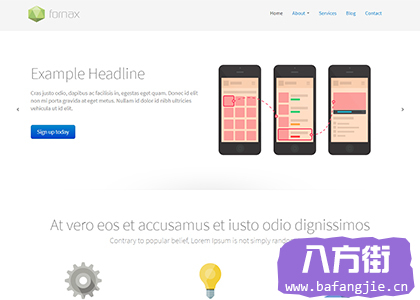 fornax
Home About Services Blog Contact
Example Headline
Cras justo odio, dapibus ac facilisis in, egestas eget quam. Donec id elit
non mi porta gravida at eget metus. Nullam id dolor id nibh ultricies
vehicula ut id elit.
Sign up today
At vero eos et accusamus et iusto odio dignissimos
Contrary to popular belief, Lorem Ipsum is not simply
八方街
www.bafangjie.cn